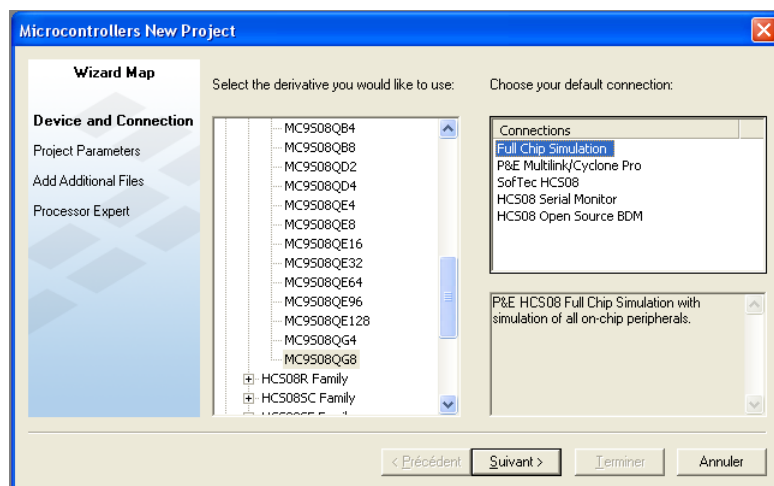 Microcontrollers New Project
Wizard Map
Device and Connection
Project Parameters
Add Additional Files
Processor Expert
Select the derivative you would like to use:
MC9S08QB4
MC9S08QB8
MC9S08QD2
MC9S08QD4
MC9S08QE4
MC9S08QE8
MC9S08QE16
MC9S08QE32
MC9S08QE64
MC9S08QE96
MC9S08QE128
MC9S08QG4
MC9S08QG8
HCS08R Family
HCS08SC Family
Choose your default connection:
Connections
Full Chip Simulation
P&E Multilink/Cyclone Pro
SofTec HCS08
HCS08 Serial Monitor
HCS08 Open Source BDM
P&E HCS08 Full Chip Simulation with
simulation of all on-chip peripherals.
< Précédent
Suivant >
Terminer
Annuler